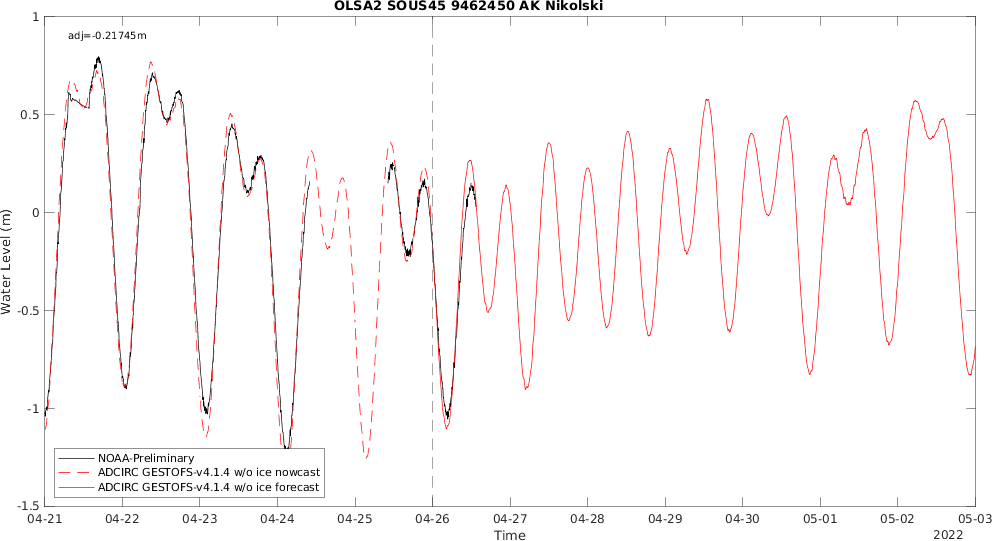 OLSA2 SOUS45 9462450 AK Nikolski
adj=-0.21745m
1
0.5
0
-0.5
-1
-1.5
Water Level (m)
NOAA-Preliminary
ADCIRC GESTOFS-v4.1.4 w/o ice nowcast
ADCIRC GESTOFS-v4.1.4 w/o ice forecast
04-21 04-22 04-23 04-24 04-25 04-26 04-27 04-28 04-29 04-30 05-01 05-02 05-03
Time
2022